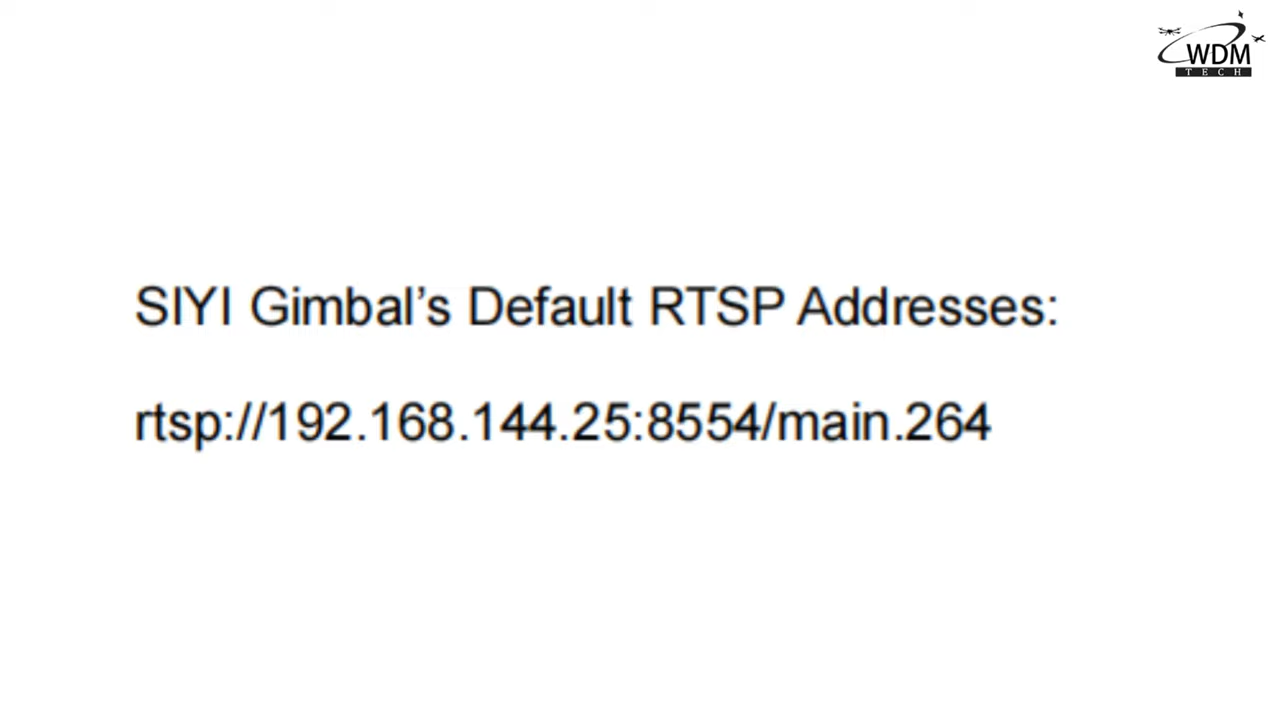 WDM
TECH
SIYI Gimbal’s Default RTSP Addresses:
rtsp://192.168.144.25:8554/main.264